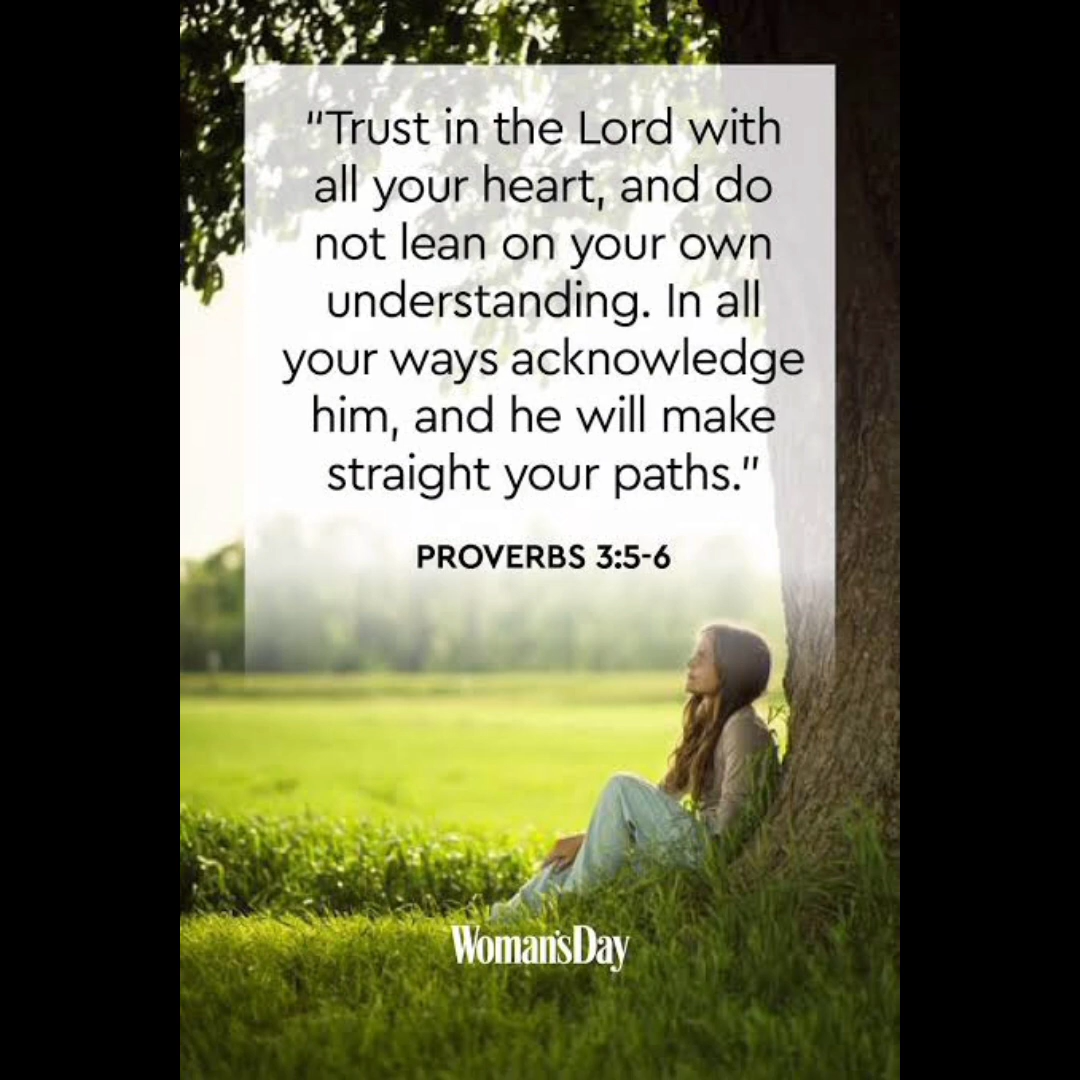 "Trust in the Lord with
all your heart, and do
not lean on your own
understanding. In all
your ways acknowledge
him, and he will make
straight your paths."
PROVERBS 3:5-6
Woman'sDay